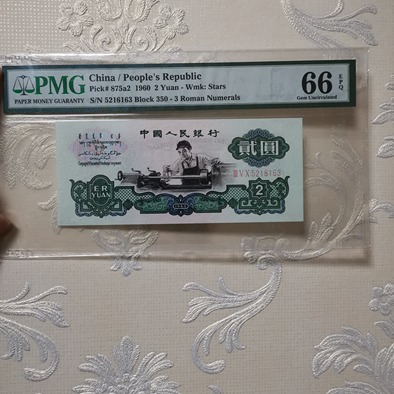 PMG
PAPER MONEY GUARANTY
China / People's Republic
Pick# 875a2 1960 2 Yuan - Wmk: Stars
S/N 5216163 Block 350 - 3 Roman Numerals
66 EPQ
Gem Uncirculated
中國人民銀行
貳圓
ER
YUAN
ⅢⅤⅩ5216163
2